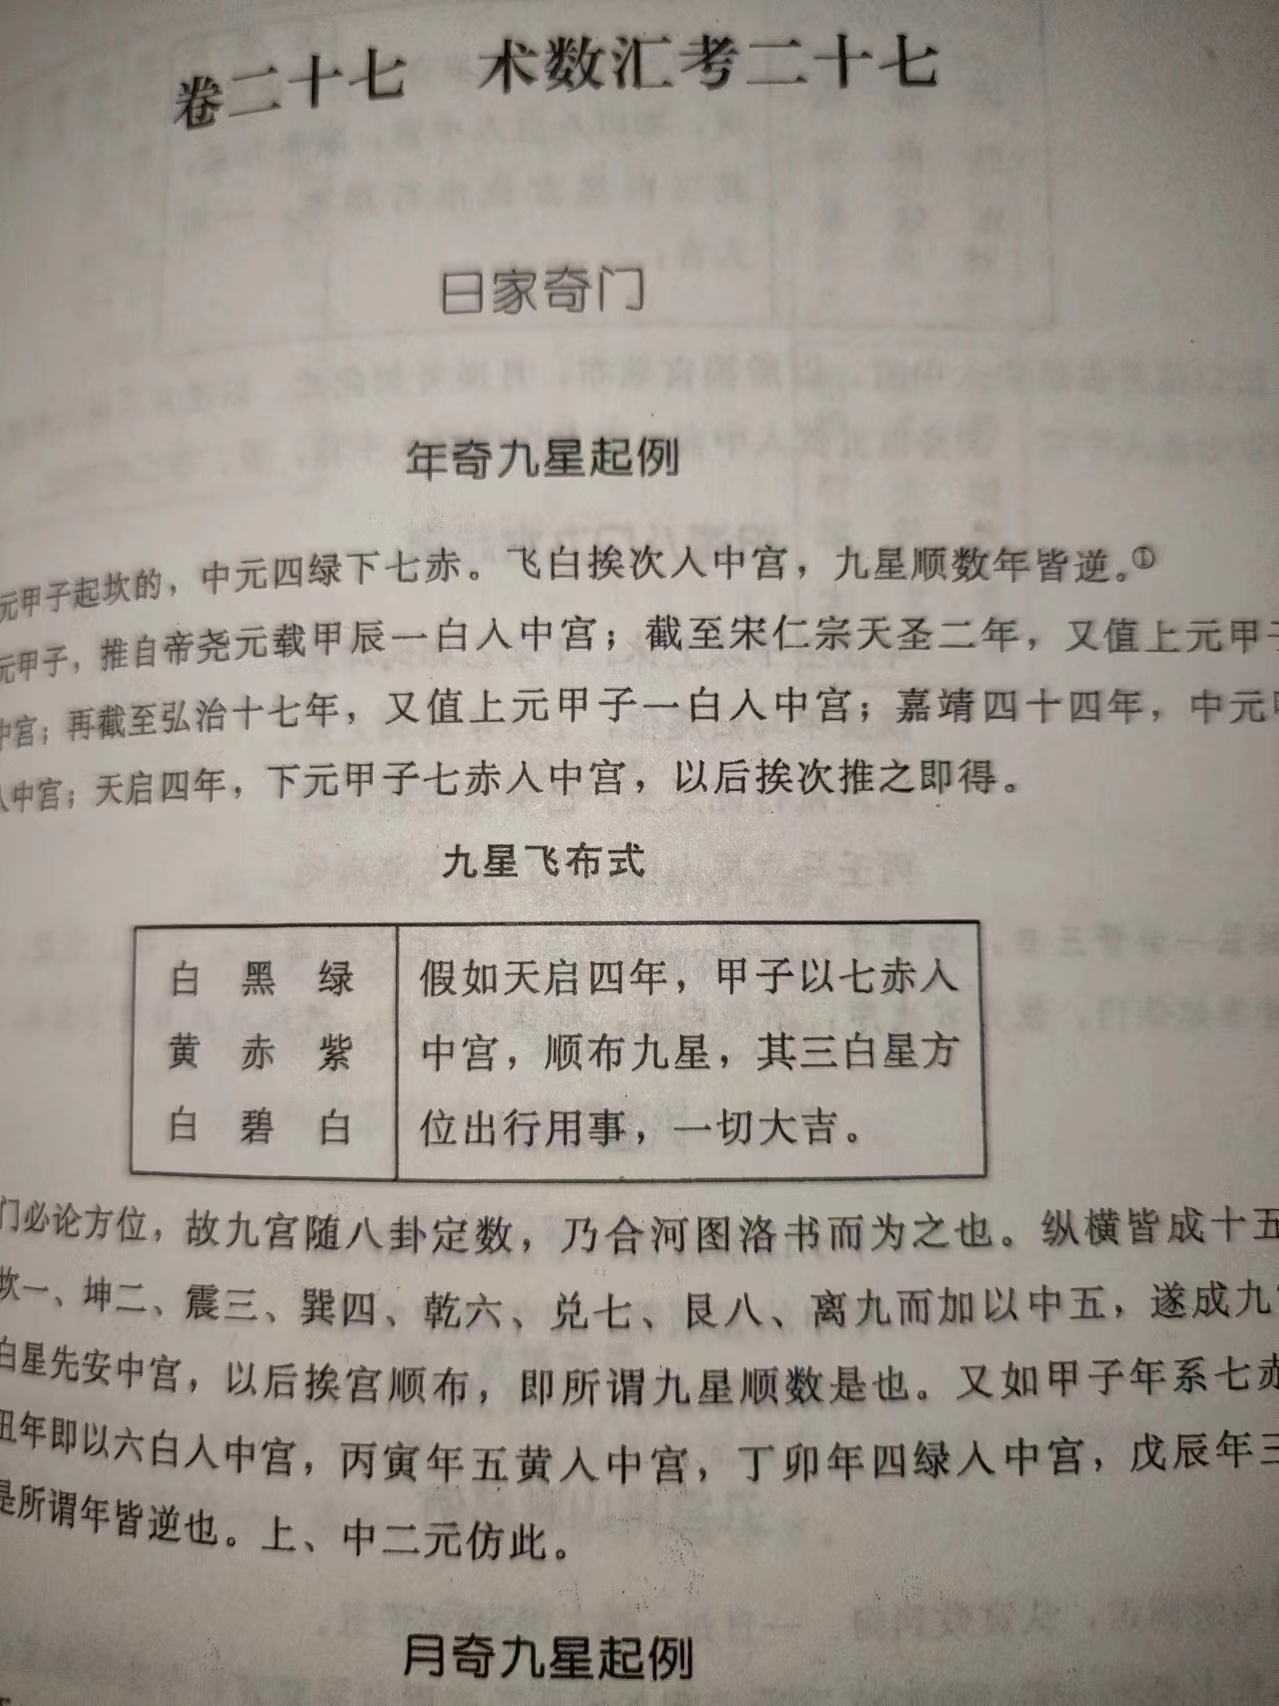 卷二十七 术数汇考二十七
日家奇门
年奇九星起例
元甲子起坎的，中元四绿下七赤。飞白挨次人中宫，九星顺数年皆逆。①
元甲子，推自帝尧元载甲辰一白入中宫；截至宋仁宗天圣二年，又值上元甲子
中宫；再截至弘治十七年，又值上元甲子一白入中宫；嘉靖四十四年，中元甲
入中宫；天启四年，下元甲子七赤入中宫，以后挨次推之即得。
九星飞布式
白 黑 绿
黄 赤 紫
白 碧 白
假如天启四年，甲子以七赤入
中宫，顺布九星，其三白星方
位出行用事，一切大吉。
门必论方位，故九宫随八卦定数，乃合河图洛书而为之也。纵横皆成十五
坎一、坤二、震三、巽四、乾六、兑七、艮八、离九而加以中五，遂成九宫
白星先安中宫，以后挨宫顺布，即所谓九星顺数是也。又如甲子年系七赤
丑年即以六白入中宫，丙寅年五黄入中宫，丁卯年四绿入中宫，戊辰年三
是所谓年皆逆也。上、中二元仿此。
月奇九星起例